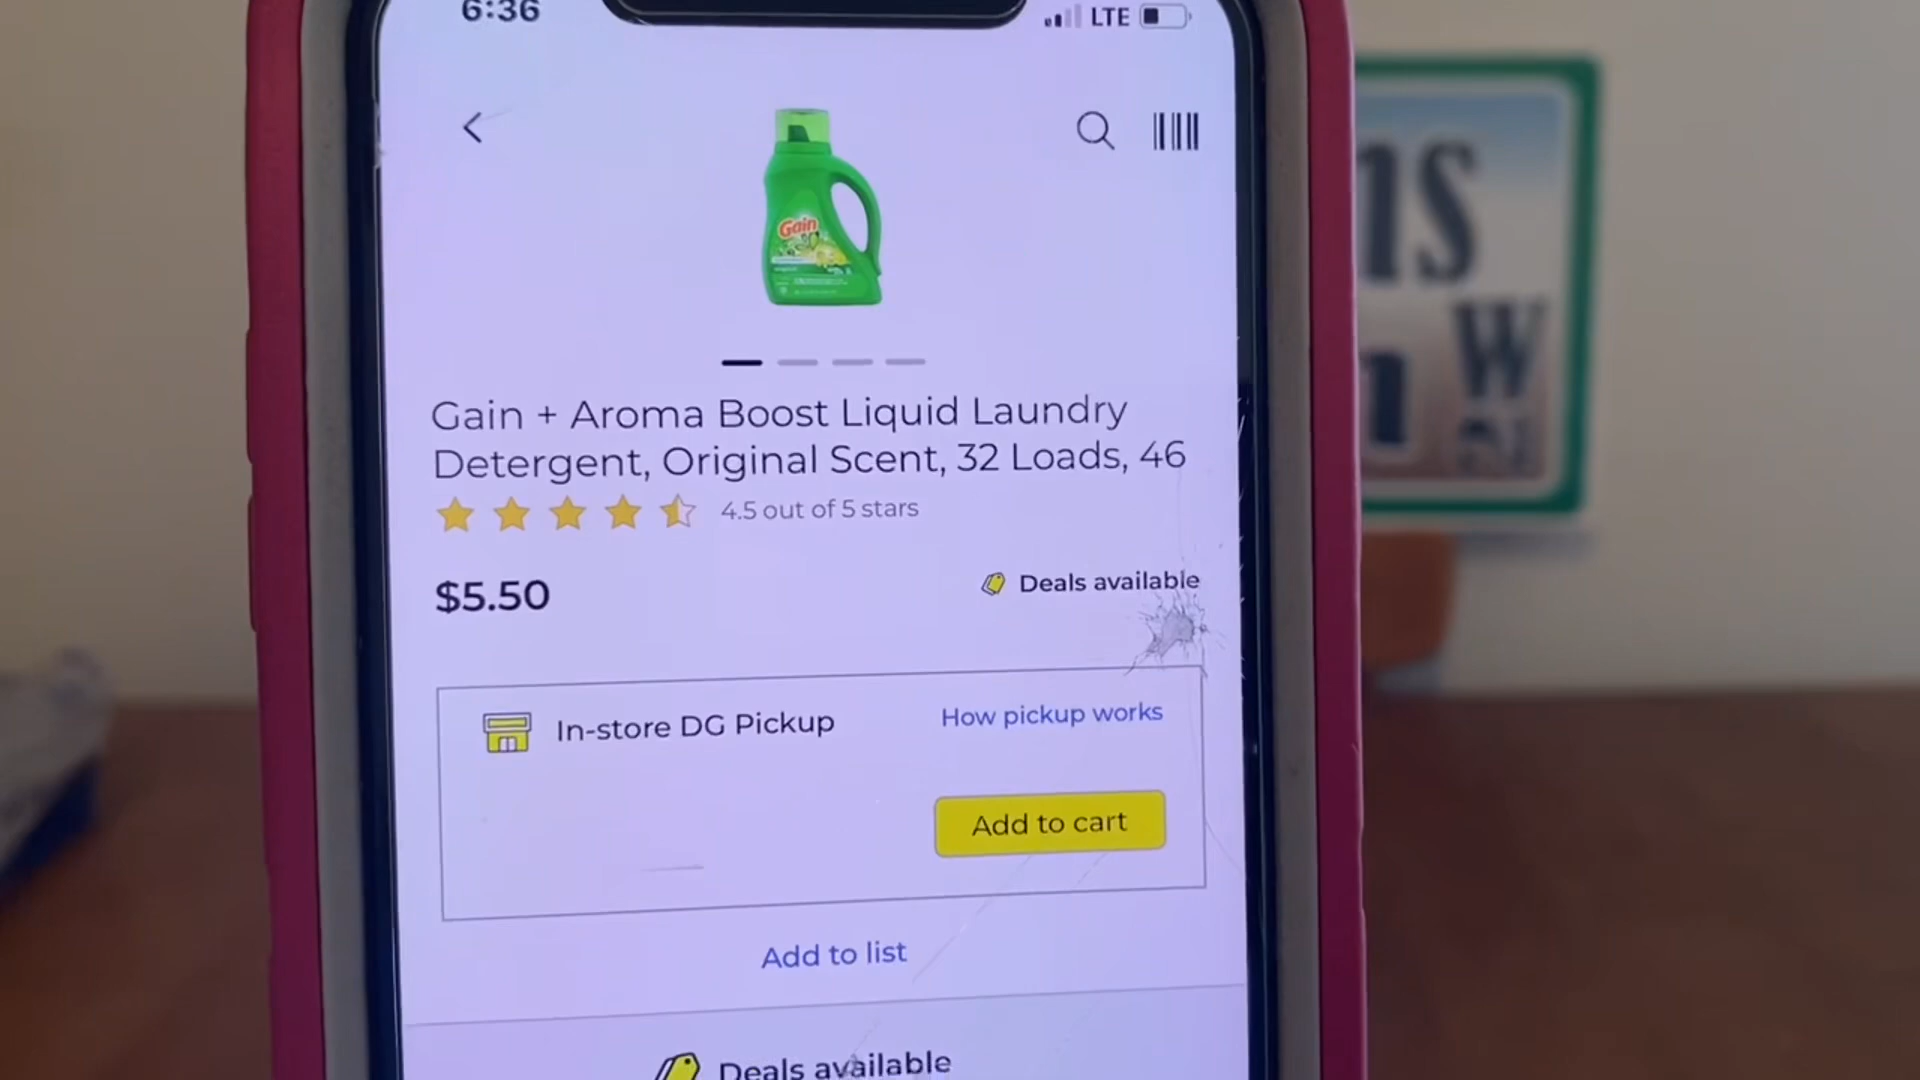 6:36
LTE
Gain
Gain + Aroma Boost Liquid Laundry
Detergent, Original Scent, 32 Loads, 46
4.5 out of 5 stars
$5.50
Deals available
In-store DG Pickup
How pickup works
Add to cart
Add to list
Deals available